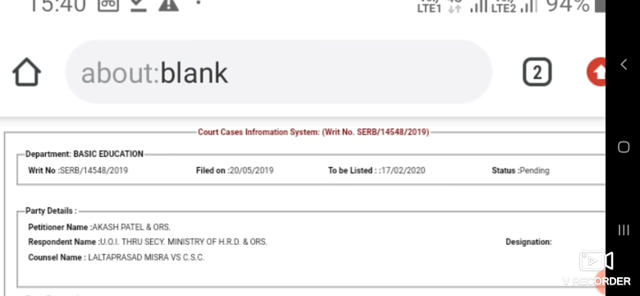 15:40
LTE1 LTE2 94%
about:blank
2
Court Cases Infromation System: (Writ No. SERB/14548/2019)
Department: BASIC EDUCATION
Writ No :SERB/14548/2019 Filed on :20/05/2019 To be Listed : :17/02/2020 Status :Pending
Party Details :
Petitioner Name :AKASH PATEL & ORS.
Respondent Name :U.O.I. THRU SECY. MINISTRY OF H.R.D. & ORS. Designation:
Counsel Name : LALTAPRASAD MISRA VS C.S.C.
V RECORDER